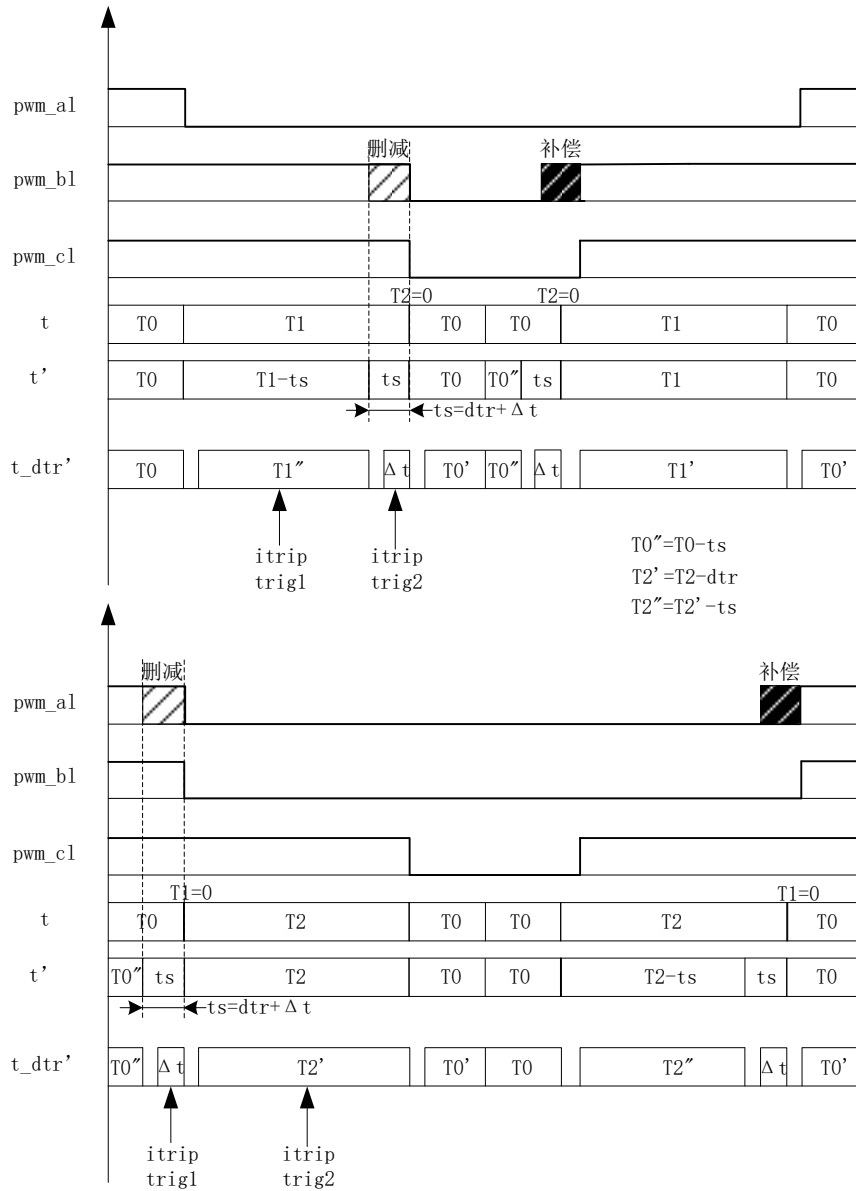 pwm_al
删减
补偿
pwm_bl
pwm_cl
T2=0
T2=0
t
T0
T1
T0
T0
T1
T0
t'
T0
T1-ts
ts
T0
T0″
ts
T1
T0
ts=dtr+Δt
t_dtr'
T0
T1″
Δt
T0'
T0″
Δt
T1'
T0'
itrip
trig1
itrip
trig2
T0″=T0-ts
T2'=T2-dtr
T2″=T2'-ts
删减
补偿
pwm_al
pwm_bl
pwm_cl
T1=0
T1=0
t
T0
T2
T0
T0
T2
T0
t'
T0″
ts
T2
T0
T0
T2-ts
ts
T0
ts=dtr+Δt
t_dtr'
T0″
Δt
T2'
T0'
T0
T2″
Δt
T0'
itrip
trig1
itrip
trig2